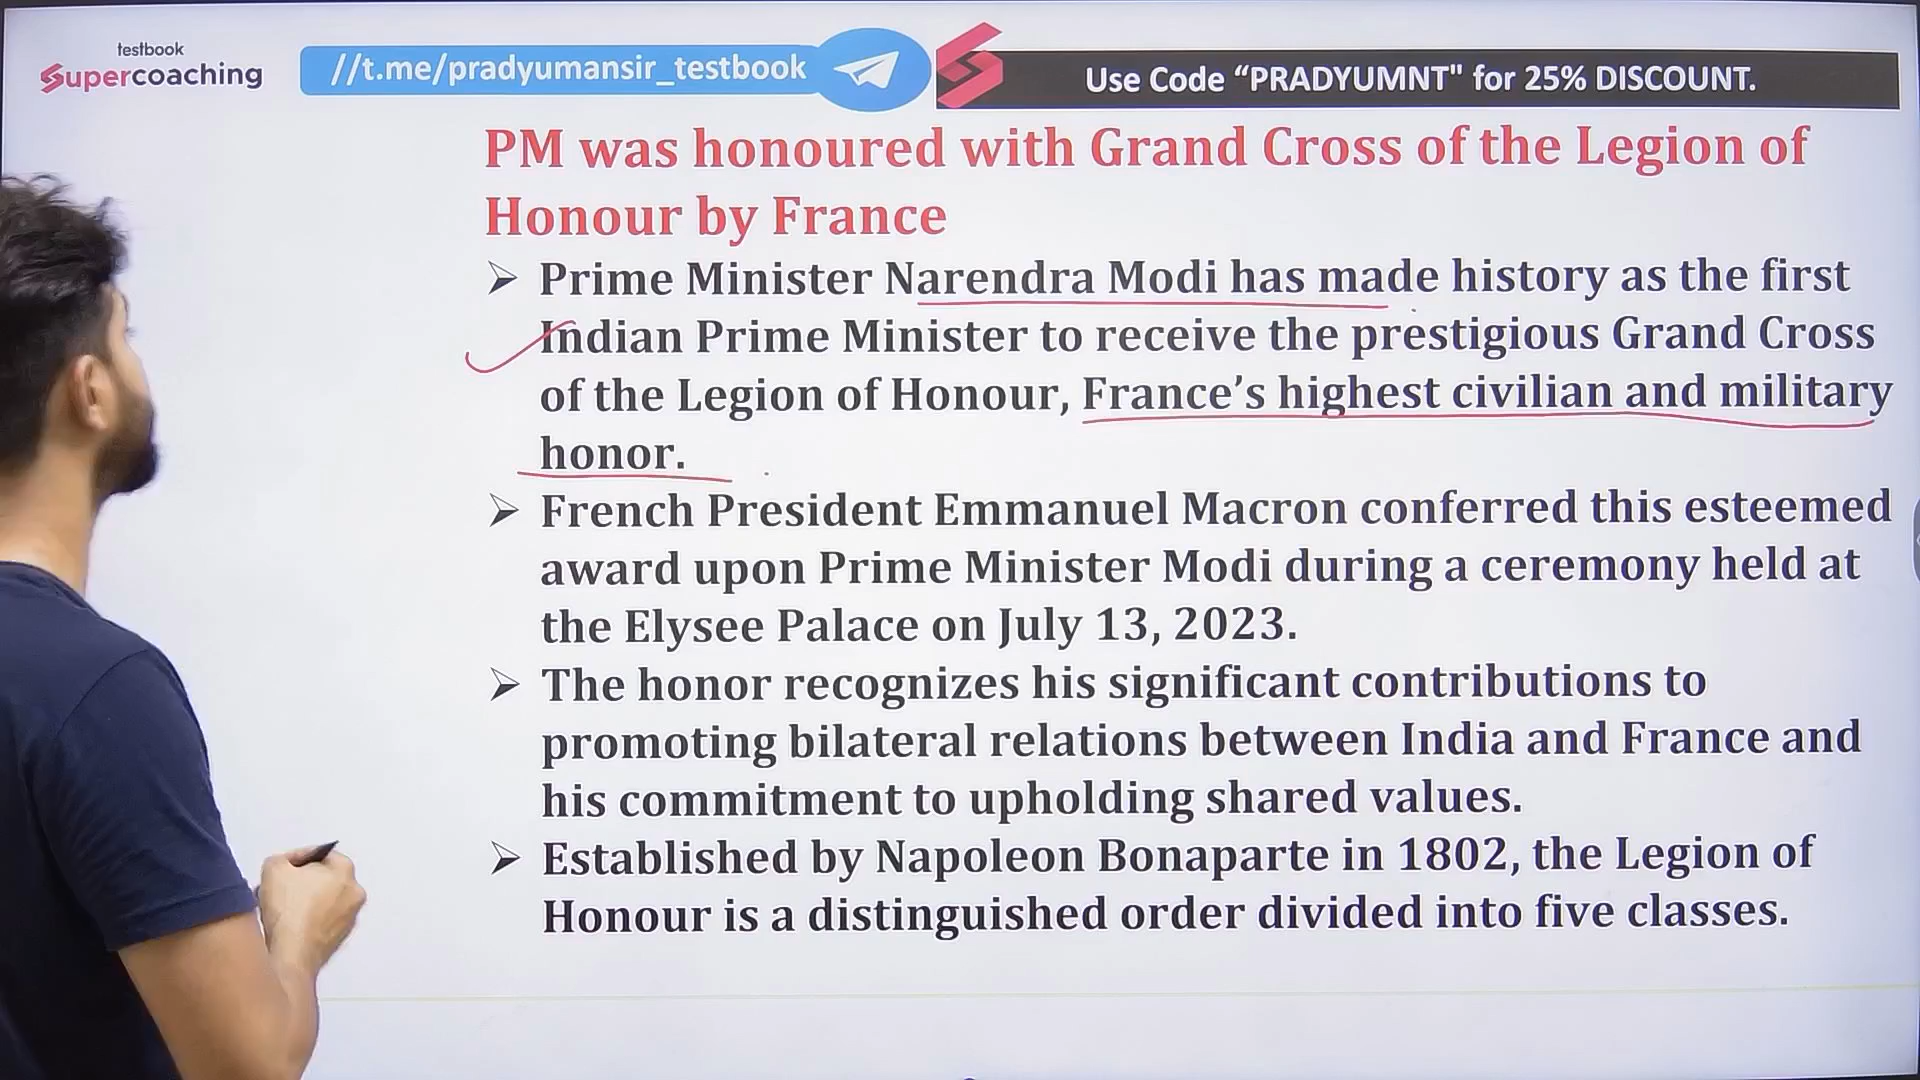 testbook
Supercoaching
//t.me/pradyumansir_testbook
Use Code “PRADYUMNT" for 25% DISCOUNT.
PM was honoured with Grand Cross of the Legion of
Honour by France
➢ Prime Minister Narendra Modi has made history as the first
Indian Prime Minister to receive the prestigious Grand Cross
of the Legion of Honour, France’s highest civilian and military
honor.
➢ French President Emmanuel Macron conferred this esteemed
award upon Prime Minister Modi during a ceremony held at
the Elysee Palace on July 13, 2023.
➢ The honor recognizes his significant contributions to
promoting bilateral relations between India and France and
his commitment to upholding shared values.
➢ Established by Napoleon Bonaparte in 1802, the Legion of
Honour is a distinguished order divided into five classes.